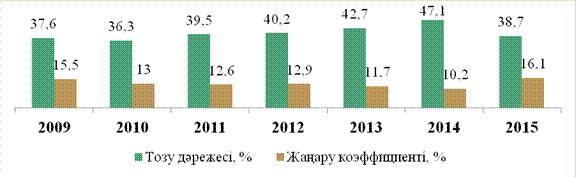 37,6 36,3 39,5 40,2 42,7 47,1 38,7
15,5 13 12,6 12,9 11,7 10,2 16,1
2009 2010 2011 2012 2013 2014 2015
Тозу дәрежесі, % Жаңару коэффициенті, %